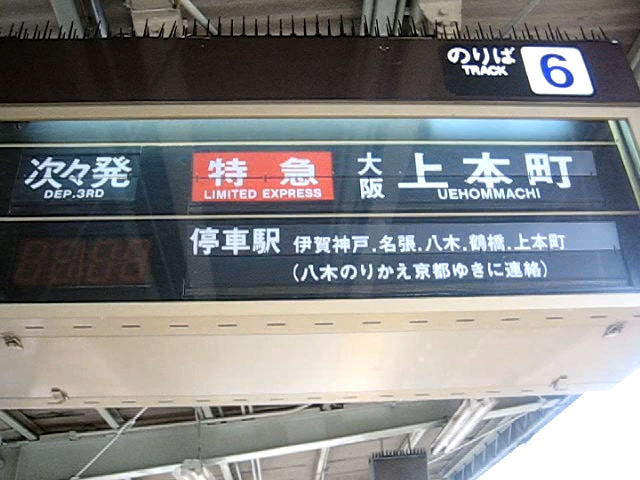 のりば 6
TRACK
次々発 特急 大阪 上本町
DEP.3RD LIMITED EXPRESS UEHOMMACHI
停車駅 伊賀神戸.名張.八木.鶴橋.上本町
(八木のりかえ京都ゆきに連絡)